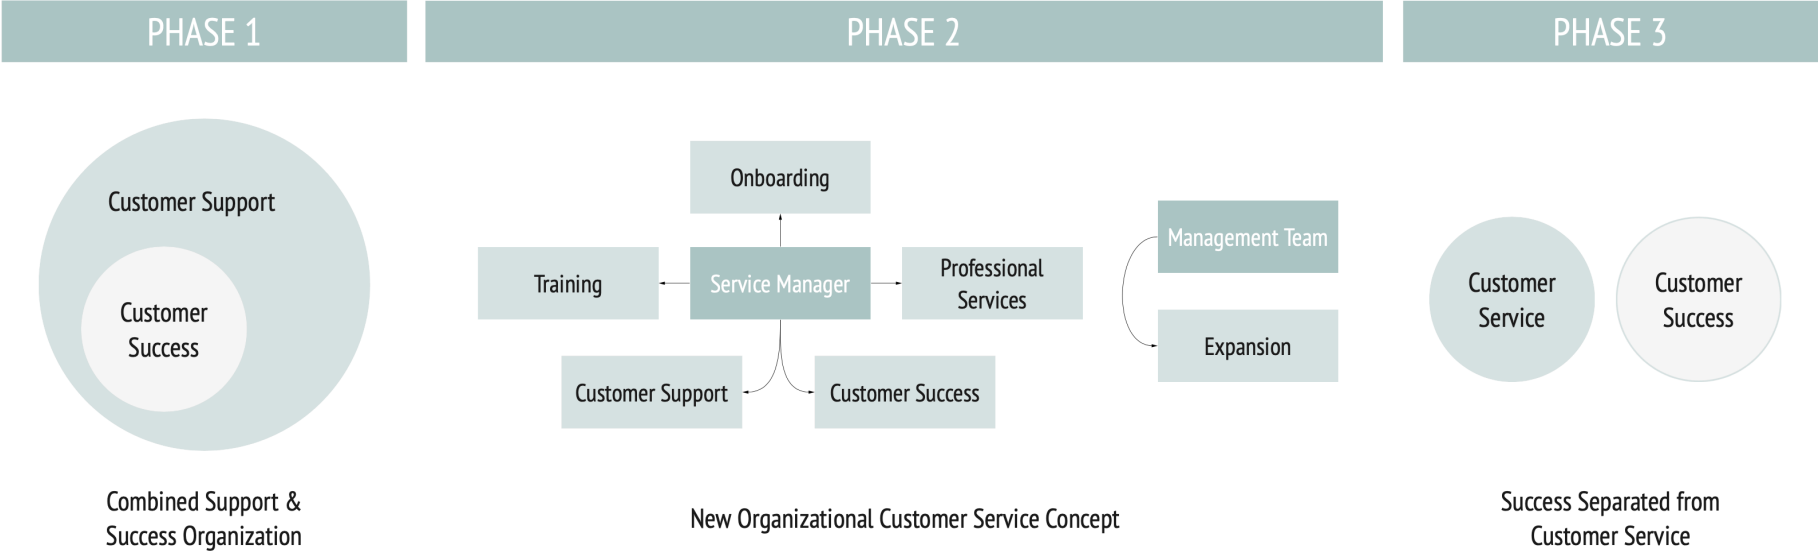 PHASE 1
Customer Support
Customer
Success
Combined Support &
Success Organization
PHASE 2
Onboarding
Training
Service Manager
Professional
Services
Customer Support
Customer Success
Management Team
Expansion
New Organizational Customer Service Concept
PHASE 3
Customer
Service
Customer
Success
Success Separated from
Customer Service